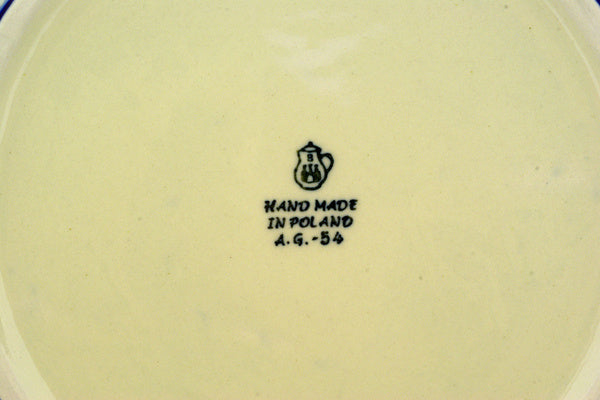 B
HAND MADE
IN POLAND
A.G.-54